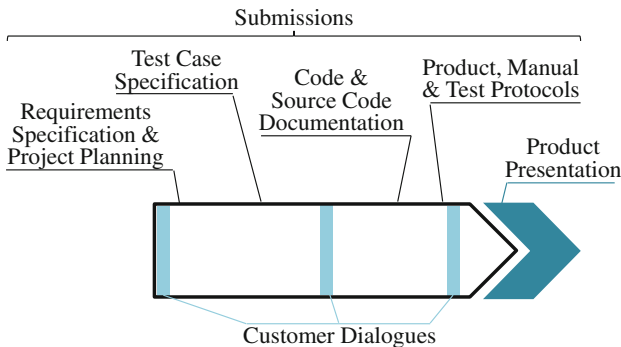 Submissions
Test Case
Specification
Code &
Source Code
Documentation
Product, Manual
& Test Protocols
Requirements
Specification &
Project Planning
Product
Presentation
Customer Dialogues